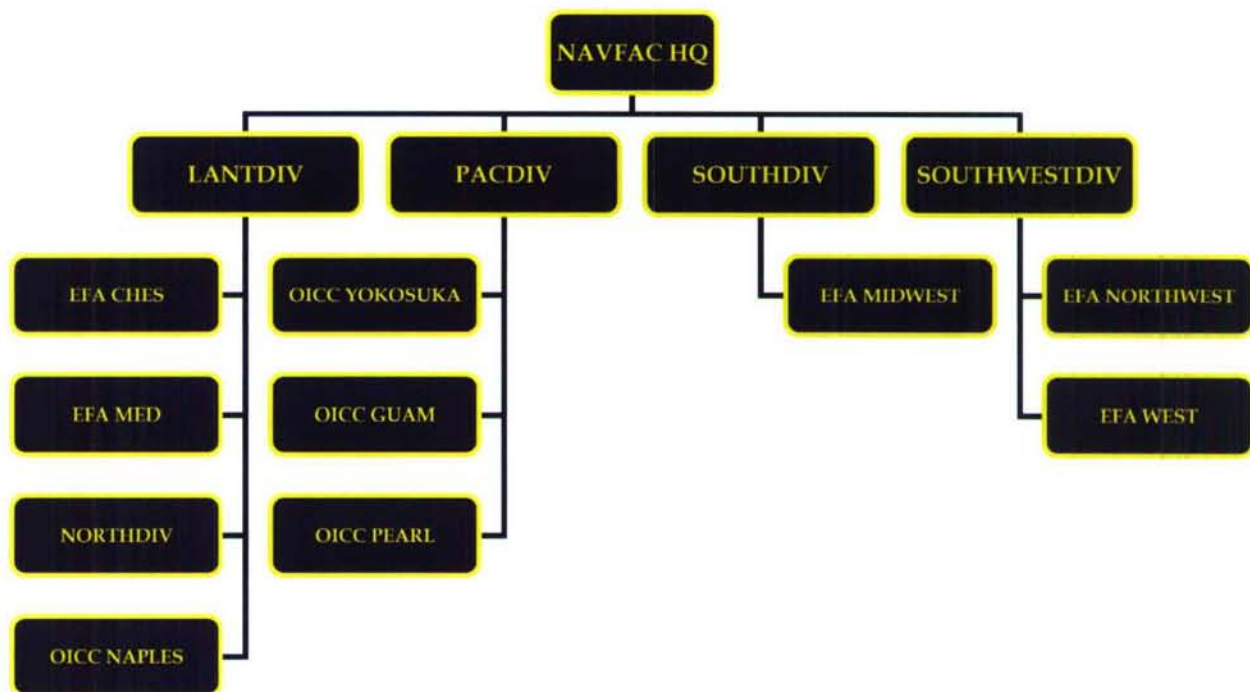 NAVFAC HQ
LANTDIV
PACDIV
SOUTHDIV
SOUTHWESTDIV
EFA CHES
OICC YOKOSUKA
EFA MIDWEST
EFA NORTHWEST
EFA MED
OICC GUAM
EFA WEST
NORTHDIV
OICC PEARL
OICC NAPLES